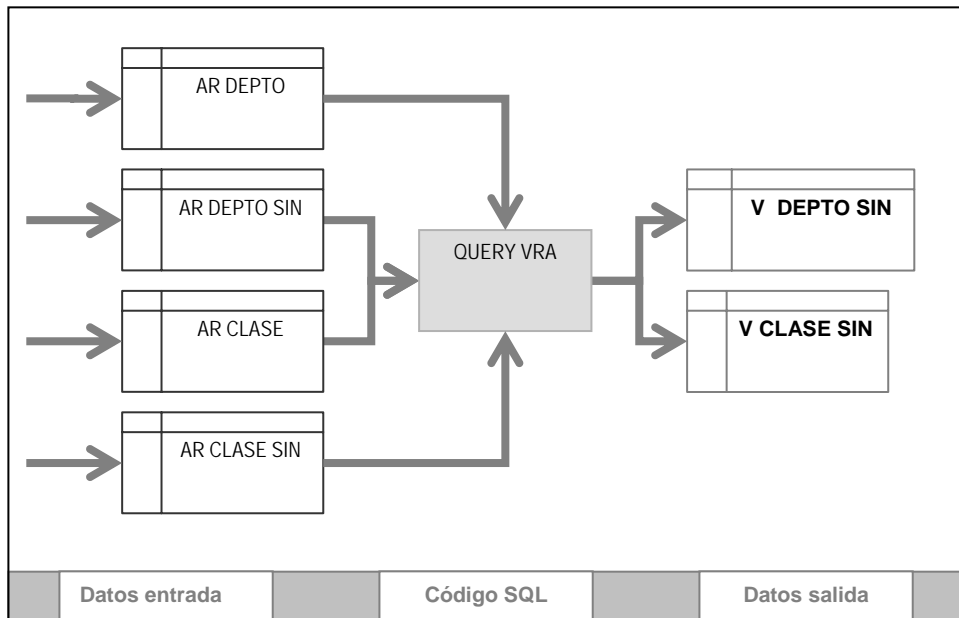 AR DEPTO
AR DEPTO SIN
AR CLASE
AR CLASE SIN
QUERY VRA
V DEPTO SIN
V CLASE SIN
Datos entrada
Código SQL
Datos salida